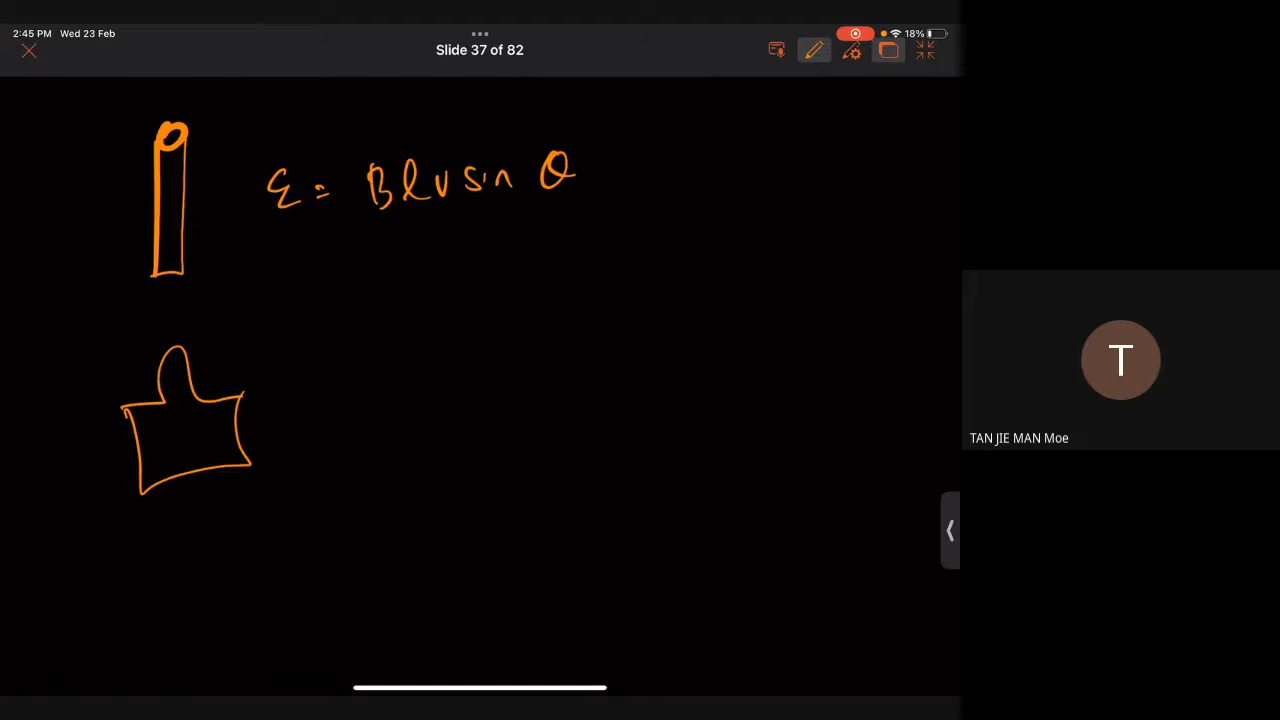 2:45 PM Wed 23 Feb
18%
Slide 37 of 82
ε = Blv sin θ
T
TAN JIE MAN Moe